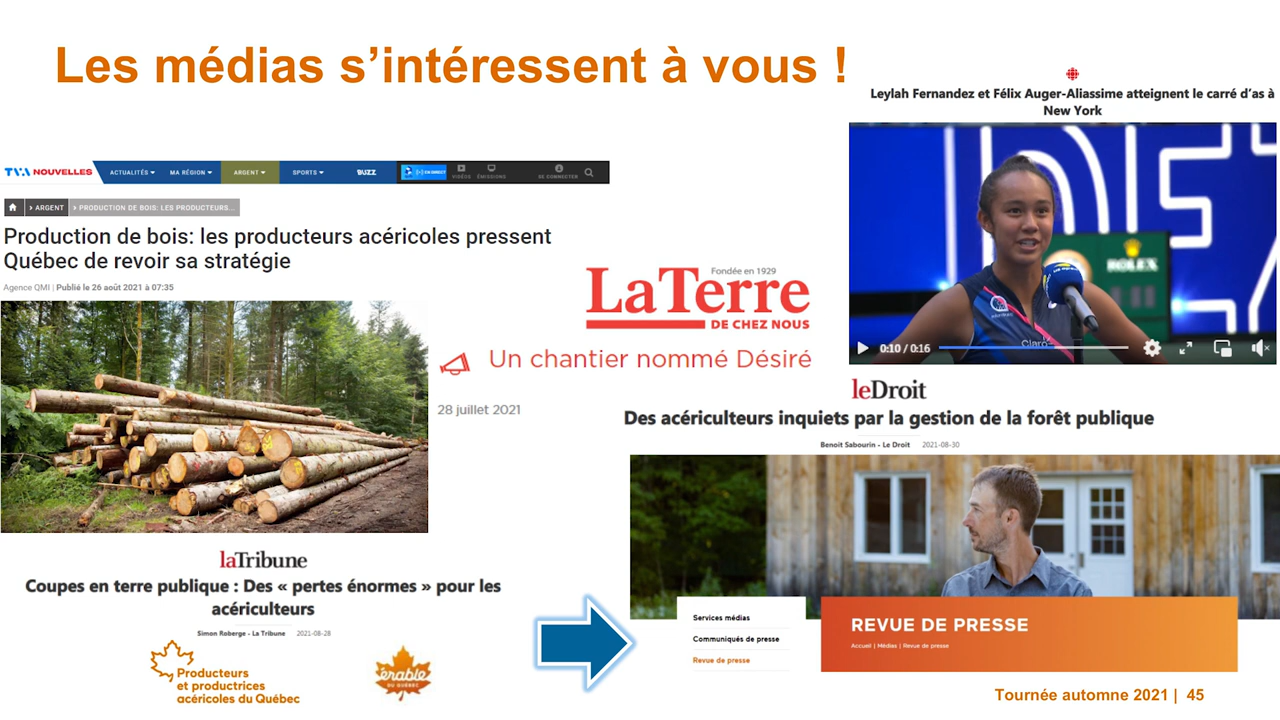 Les médias s’intéressent à vous !
Leylah Fernandez et Félix Auger-Aliassime atteignent le carré d’as à
New York
ROLEX
Claro
0:10 / 0:16
TVA NOUVELLES
ACTUALITÉS
MA RÉGION
ARGENT
SPORTS
BUZZ
EN DIRECT
VIDÉOS
ÉMISSIONS
SE CONNECTER
> ARGENT
> PRODUCTION DE BOIS: LES PRODUCTEURS...
Production de bois: les producteurs acéricoles pressent
Québec de revoir sa stratégie
Agence QMI | Publié le 26 août 2021 à 07:35
Fondée en 1929
La Terre
DE CHEZ NOUS
Un chantier nommé Désiré
28 juillet 2021
leDroit
Des acériculteurs inquiets par la gestion de la forêt publique
Benoit Sabourin - Le Droit 2021-08-30
laTribune
Coupes en terre publique : Des « pertes énormes » pour les
acériculteurs
Simon Roberge - La Tribune 2021-08-28
Producteurs
et productrices
acéricoles du Québec
érable
DU QUÉBEC
Services médias
Communiqués de presse
Revue de presse
REVUE DE PRESSE
Accueil | Médias | Revue de presse
Tournée automne 2021 | 45